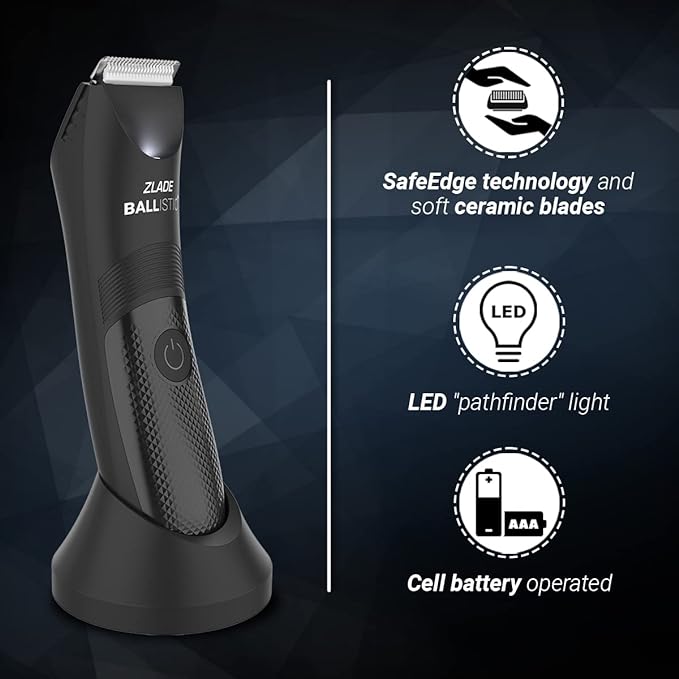 ZLADE
BALLISTIC
SafeEdge technology and
soft ceramic blades
LED
LED "pathfinder" light
AAA
Cell battery operated